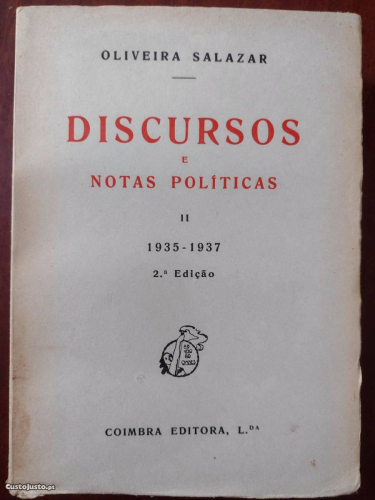 OLIVEIRA SALAZAR
DISCURSOS
E
NOTAS POLÍTICAS
II
1935-1937
2.ª Edição
COIMBRA EDITORA, L.DA
CustoJusto.pt